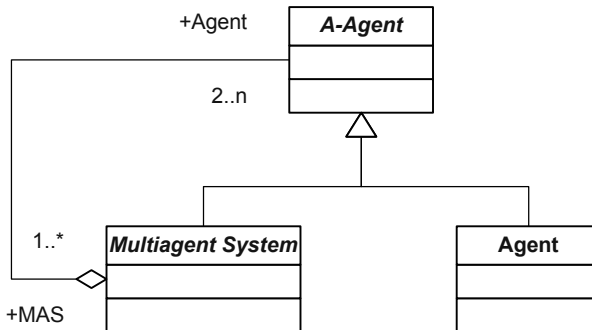 +Agent
A-Agent
2..n
1..*
Multiagent System
Agent
+MAS